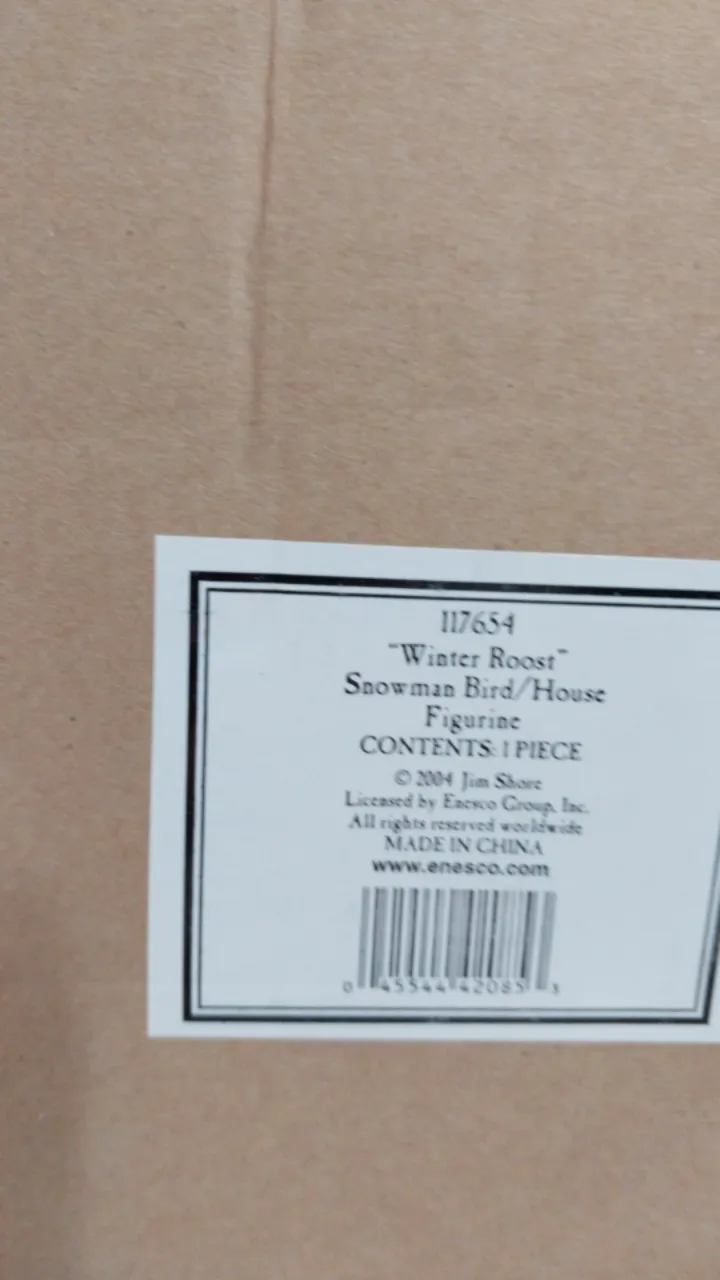 117654
"Winter Roost"
Snowman Bird/House
Figurine
CONTENTS: 1 PIECE
© 2004 Jim Shore
Licensed by Enesco Group, Inc.
All rights reserved worldwide
MADE IN CHINA
www.enesco.com
0 45544 42085 3